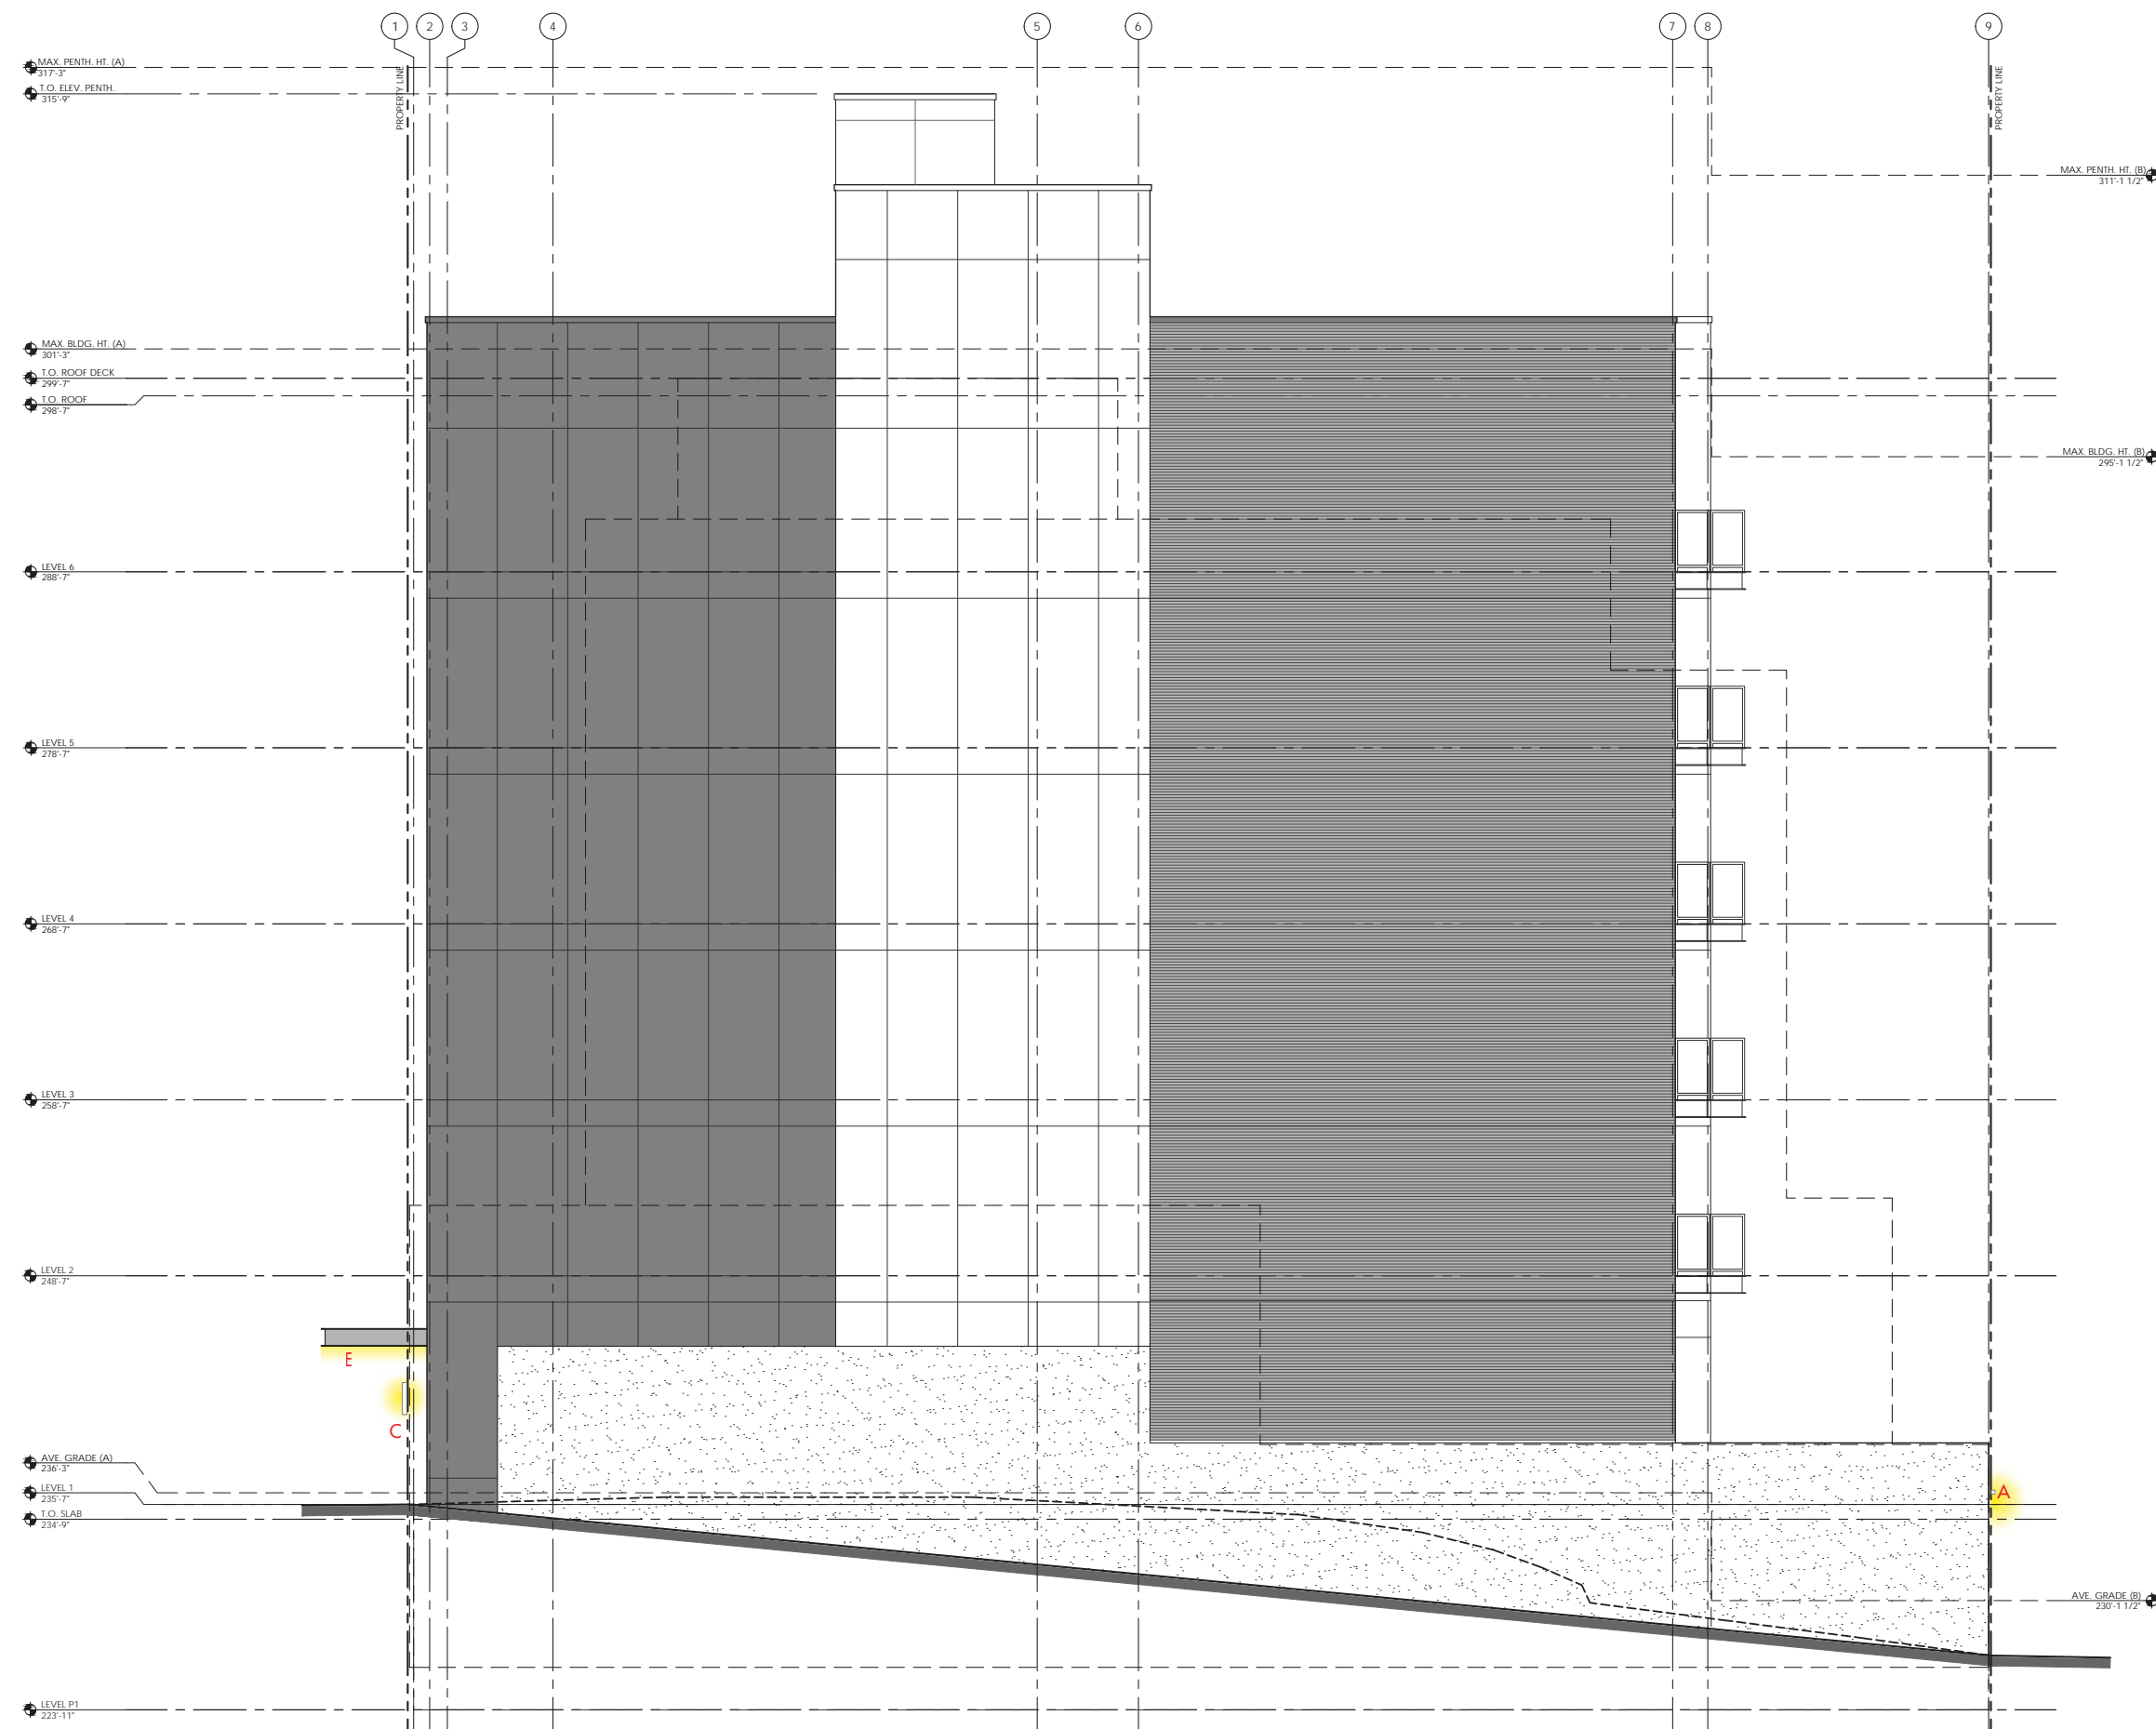 1 2 3 4 5 6 7 8 9
MAX. PENTH. HT. (A)
317'-3"
T.O. ELEV. PENTH.
315'-9"
PROPERTY LINE
PROPERTY LINE
MAX. PENTH. HT. (B)
311'-1 1/2"
MAX. BLDG. HT. (A)
301'-3"
T.O. ROOF DECK
299'-7"
T.O. ROOF
298'-7"
MAX. BLDG. HT. (B)
295'-1 1/2"
LEVEL 6
288'-7"
LEVEL 5
278'-7"
LEVEL 4
268'-7"
LEVEL 3
258'-7"
LEVEL 2
248'-7"
E
C
AVE. GRADE (A)
236'-3"
LEVEL 1
235'-7"
A
T.O. SLAB
234'-9"
AVE. GRADE (B)
230'-1 1/2"
LEVEL P1
223'-11"